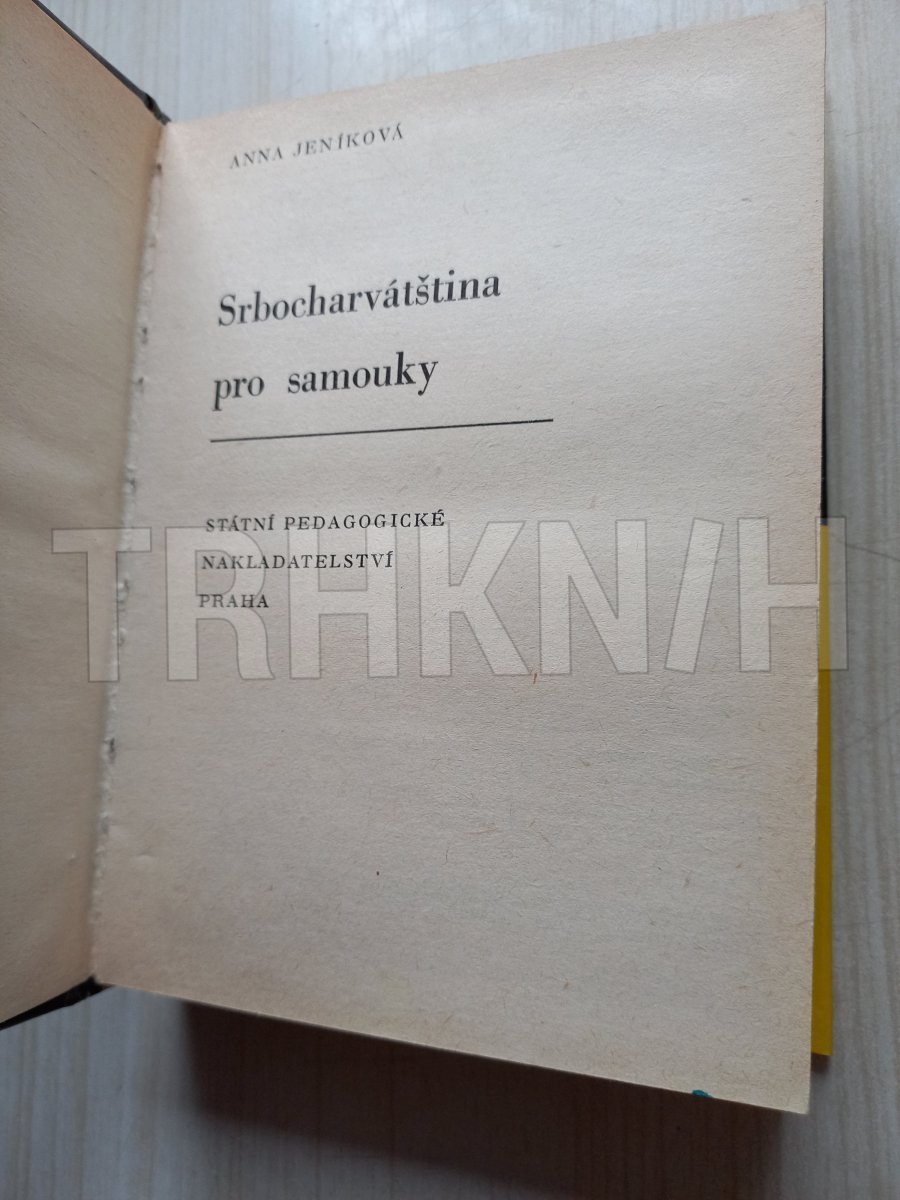 ANNA JENÍKOVÁ
Srbocharvátština
pro samouky
STÁTNÍ PEDAGOGICKÉ
NAKLADATELSTVÍ
PRAHA
TRHKNIH